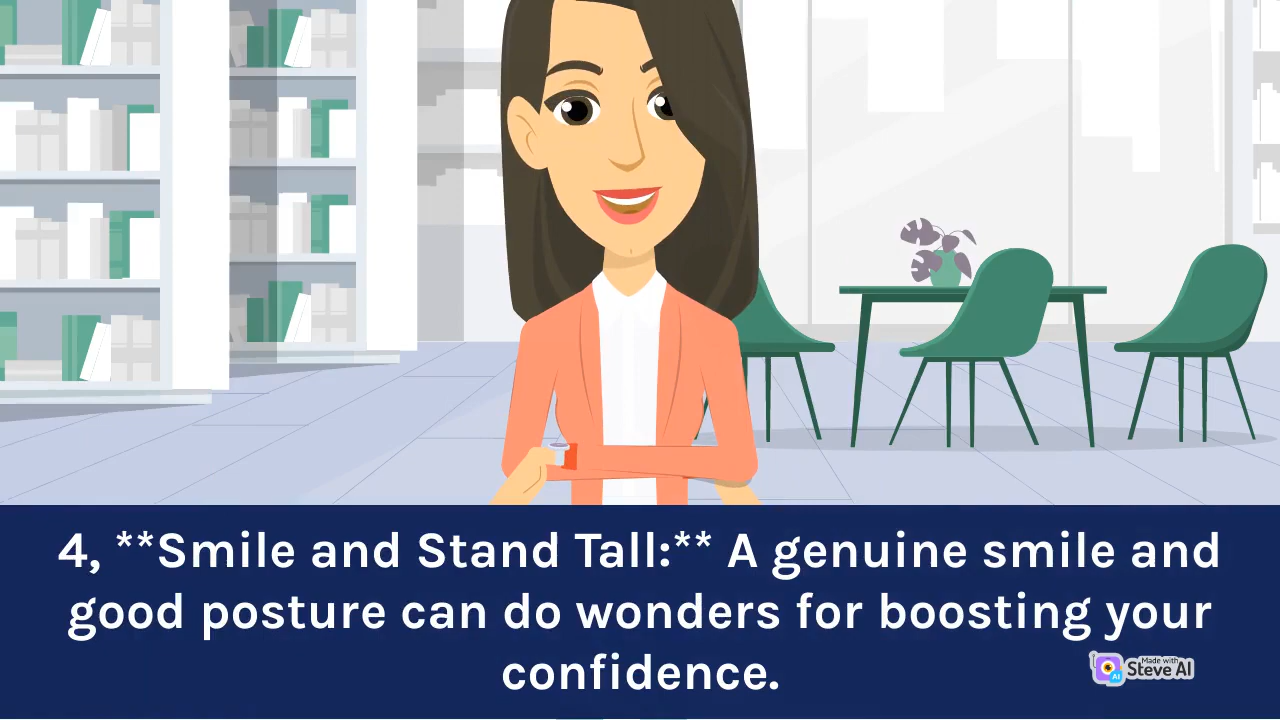 4, **Smile and Stand Tall:** A genuine smile and
good posture can do wonders for boosting your
confidence.
Made with
Steve AI
AI